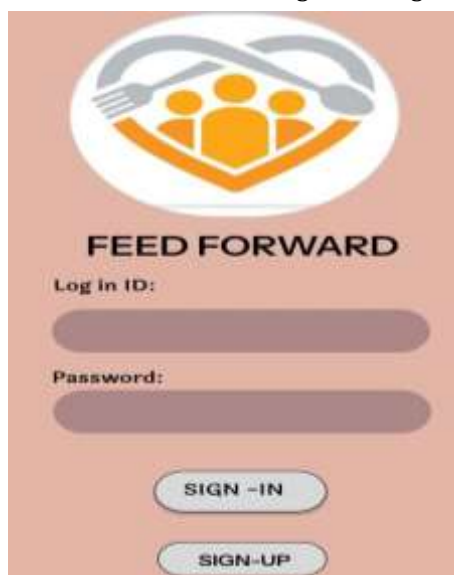 FEED FORWARD
Log in ID:
Password:
SIGN -IN
SIGN-UP